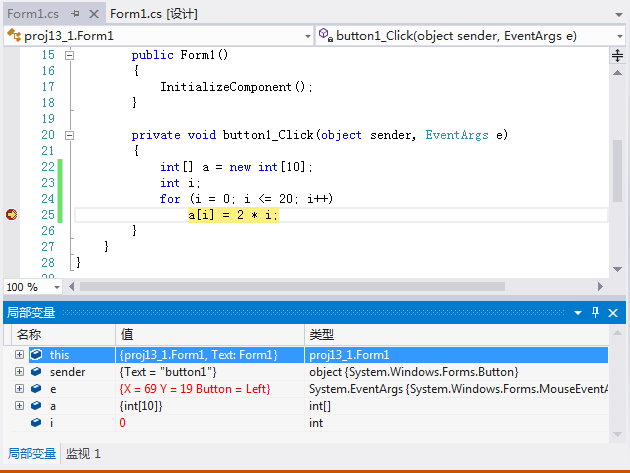 Form1.cs Form1.cs [设计]
proj13_1.Form1 button1_Click(object sender, EventArgs e)
15 public Form1()
16 {
17 InitializeComponent();
18 }
19
20 private void button1_Click(object sender, EventArgs e)
21 {
22 int[] a = new int[10];
23 int i;
24 for (i = 0; i <= 20; i++)
25 a[i] = 2 * i;
26 }
27 }
28 }
100 %
局部变量
名称 值 类型
this {proj13_1.Form1, Text: Form1} proj13_1.Form1
sender {Text = "button1"} object {System.Windows.Forms.Button}
e {X = 69 Y = 19 Button = Left} System.EventArgs {System.Windows.Forms.MouseEventA
a {int[10]} int[]
i 0 int
局部变量 监视 1